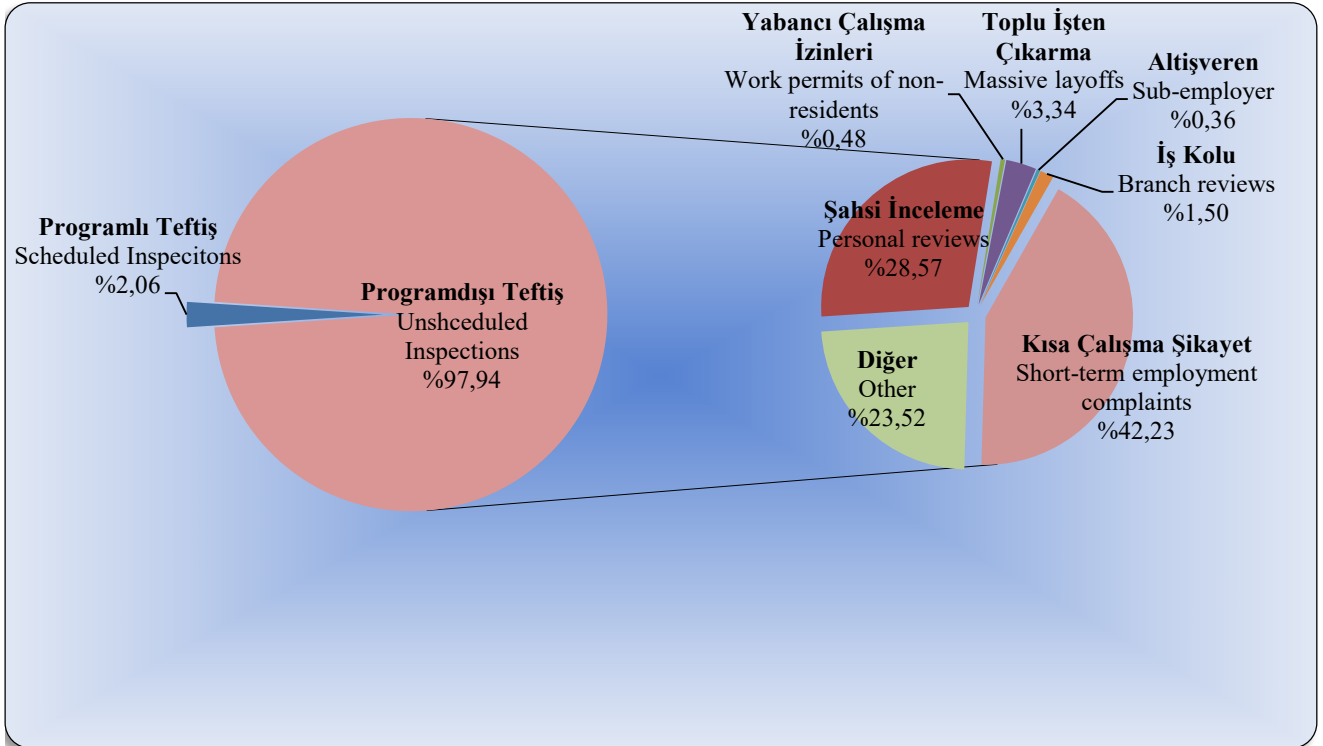 Programlı Teftiş
Scheduled Inspecitons
%2,06
Programdışı Teftiş
Unshceduled
Inspections
%97,94
Yabancı Çalışma
İzinleri
Work permits of non-
residents
%0,48
Toplu İşten
Çıkarma
Massive layoffs
%3,34
Altişveren
Sub-employer
%0,36
İş Kolu
Branch reviews
%1,50
Şahsi İnceleme
Personal reviews
%28,57
Diğer
Other
%23,52
Kısa Çalışma Şikayet
Short-term employment
complaints
%42,23